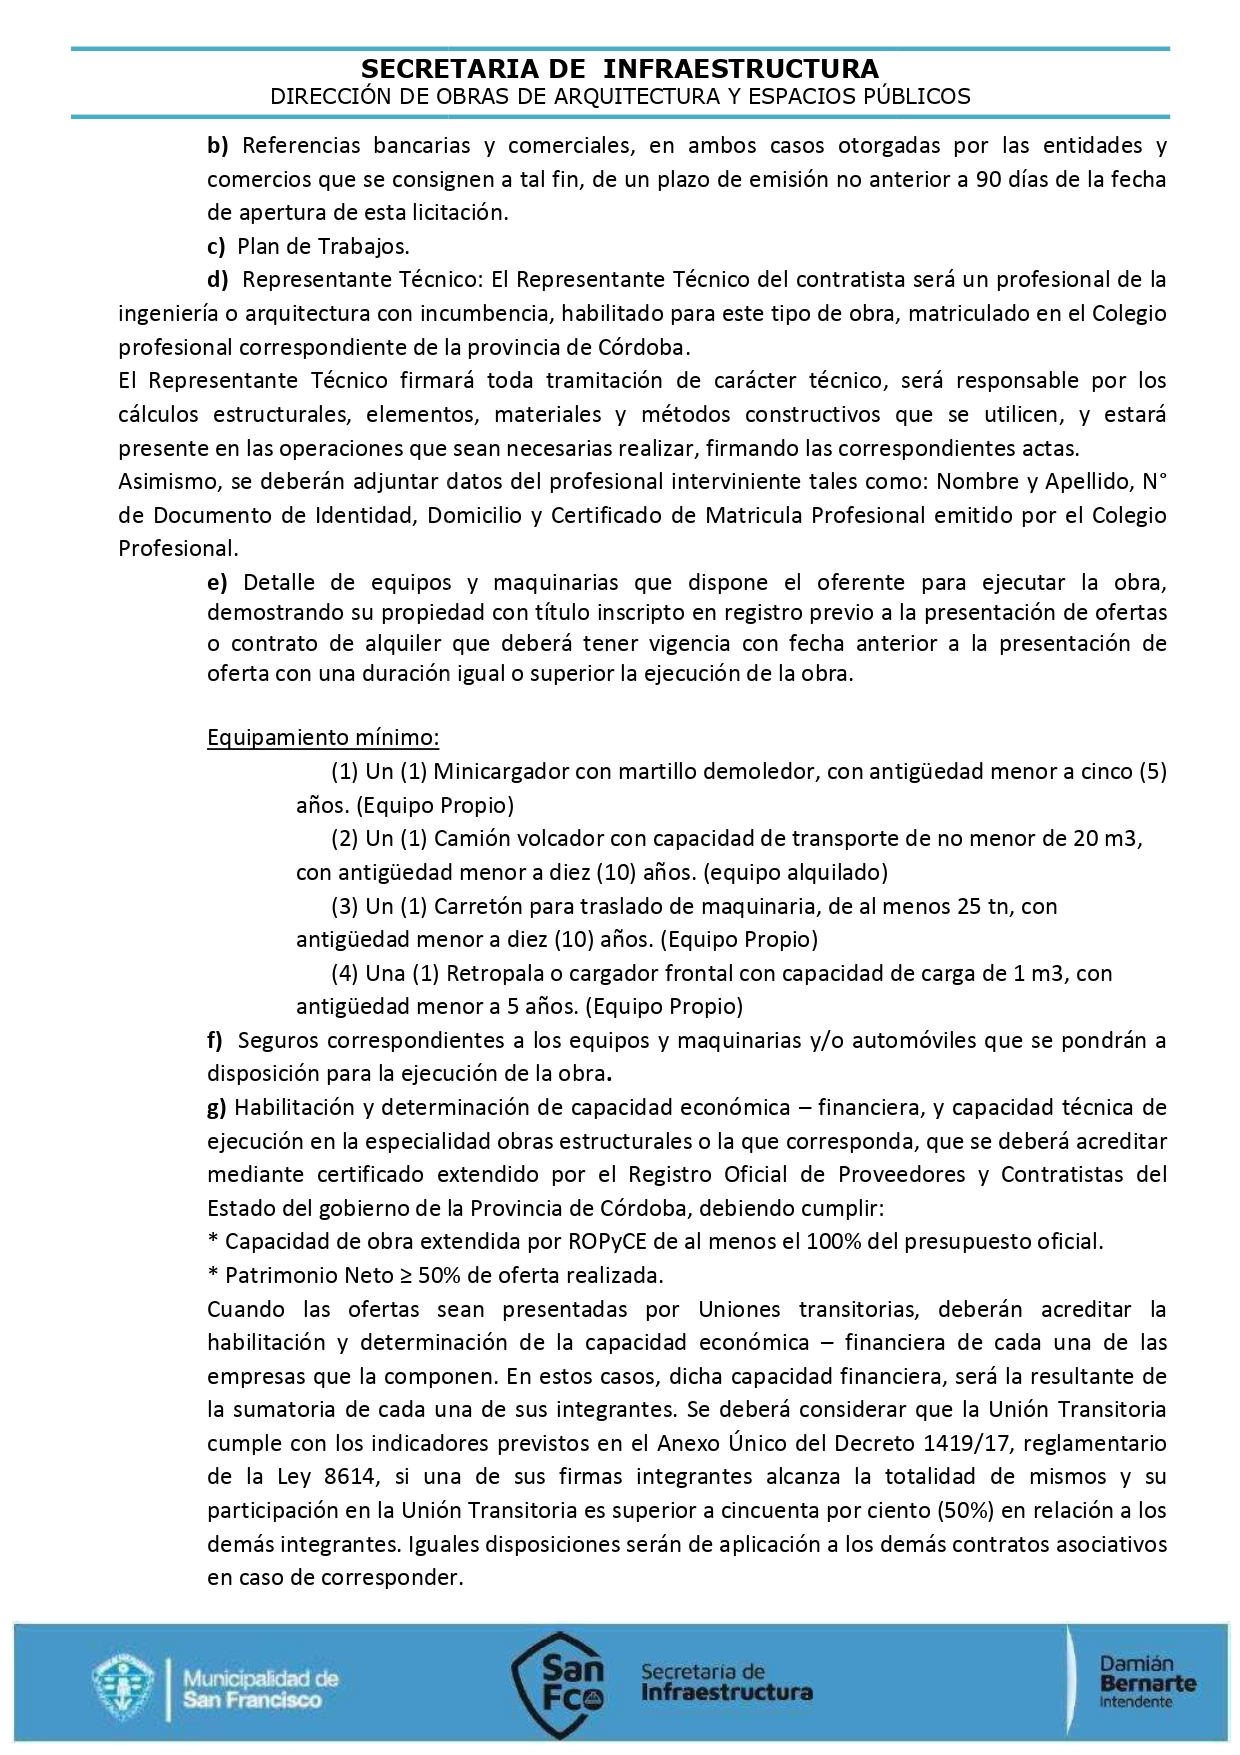 SECRETARIA DE INFRAESTRUCTURA
DIRECCIÓN DE OBRAS DE ARQUITECTURA Y ESPACIOS PÚBLICOS
b) Referencias bancarias y comerciales, en ambos casos otorgadas por las entidades y
comercios que se consignen a tal fin, de un plazo de emisión no anterior a 90 días de la fecha
de apertura de esta licitación.
c) Plan de Trabajos.
d) Representante Técnico: El Representante Técnico del contratista será un profesional de la
ingeniería o arquitectura con incumbencia, habilitado para este tipo de obra, matriculado en el Colegio
profesional correspondiente de la provincia de Córdoba.
El Representante Técnico firmará toda tramitación de carácter técnico, será responsable por los
cálculos estructurales, elementos, materiales y métodos constructivos que se utilicen, y estará
presente en las operaciones que sean necesarias realizar, firmando las correspondientes actas.
Asimismo, se deberán adjuntar datos del profesional interviniente tales como: Nombre y Apellido, N°
de Documento de Identidad, Domicilio y Certificado de Matricula Profesional emitido por el Colegio
Profesional.
e) Detalle de equipos y maquinarias que dispone el oferente para ejecutar la obra,
demostrando su propiedad con título inscripto en registro previo a la presentación de ofertas
o contrato de alquiler que deberá tener vigencia con fecha anterior a la presentación de
oferta con una duración igual o superior la ejecución de la obra.
Equipamiento mínimo:
(1) Un (1) Minicargador con martillo demoledor, con antigüedad menor a cinco (5)
años. (Equipo Propio)
(2) Un (1) Camión volcador con capacidad de transporte de no menor de 20 m3,
con antigüedad menor a diez (10) años. (equipo alquilado)
(3) Un (1) Carretón para traslado de maquinaria, de al menos 25 tn, con
antigüedad menor a diez (10) años. (Equipo Propio)
(4) Una (1) Retropala o cargador frontal con capacidad de carga de 1 m3, con
antigüedad menor a 5 años. (Equipo Propio)
f) Seguros correspondientes a los equipos y maquinarias y/o automóviles que se pondrán a
disposición para la ejecución de la obra.
g) Habilitación y determinación de capacidad económica – financiera, y capacidad técnica de
ejecución en la especialidad obras estructurales o la que corresponda, que se deberá acreditar
mediante certificado extendido por el Registro Oficial de Proveedores y Contratistas del
Estado del gobierno de la Provincia de Córdoba, debiendo cumplir:
* Capacidad de obra extendida por ROPyCE de al menos el 100% del presupuesto oficial.
* Patrimonio Neto ≥ 50% de oferta realizada.
Cuando las ofertas sean presentadas por Uniones transitorias, deberán acreditar la
habilitación y determinación de la capacidad económica – financiera de cada una de las
empresas que la componen. En estos casos, dicha capacidad financiera, será la resultante de
la sumatoria de cada una de sus integrantes. Se deberá considerar que la Unión Transitoria
cumple con los indicadores previstos en el Anexo Único del Decreto 1419/17, reglamentario
de la Ley 8614, si una de sus firmas integrantes alcanza la totalidad de mismos y su
participación en la Unión Transitoria es superior a cincuenta por ciento (50%) en relación a los
demás integrantes. Iguales disposiciones serán de aplicación a los demás contratos asociativos
en caso de corresponder.
Municipalidad de
San Francisco
San
Fco
Secretaría de
Infraestructura
Damián
Bernarte
Intendente